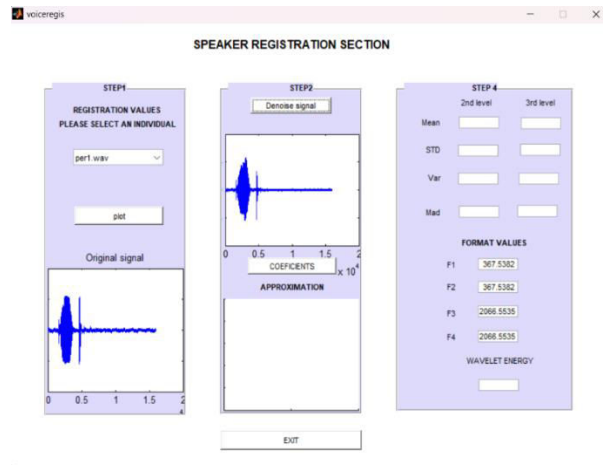 voiceregis
SPEAKER REGISTRATION SECTION
STEP1
REGISTRATION VALUES
PLEASE SELECT AN INDIVIDUAL
per1.wav
plot
Original signal
0 0.5 1 1.5 2
4
STEP2
Denoise signal
0 0.5 1 1.5 2
COEFICIENTS
x 10⁴
APPROXIMATION
STEP 4
2nd level 3rd level
Mean
STD
Var
Mad
FORMAT VALUES
F1 367.5382
F2 367.5382
F3 2066.5535
F4 2066.5535
WAVELET ENERGY
EXIT